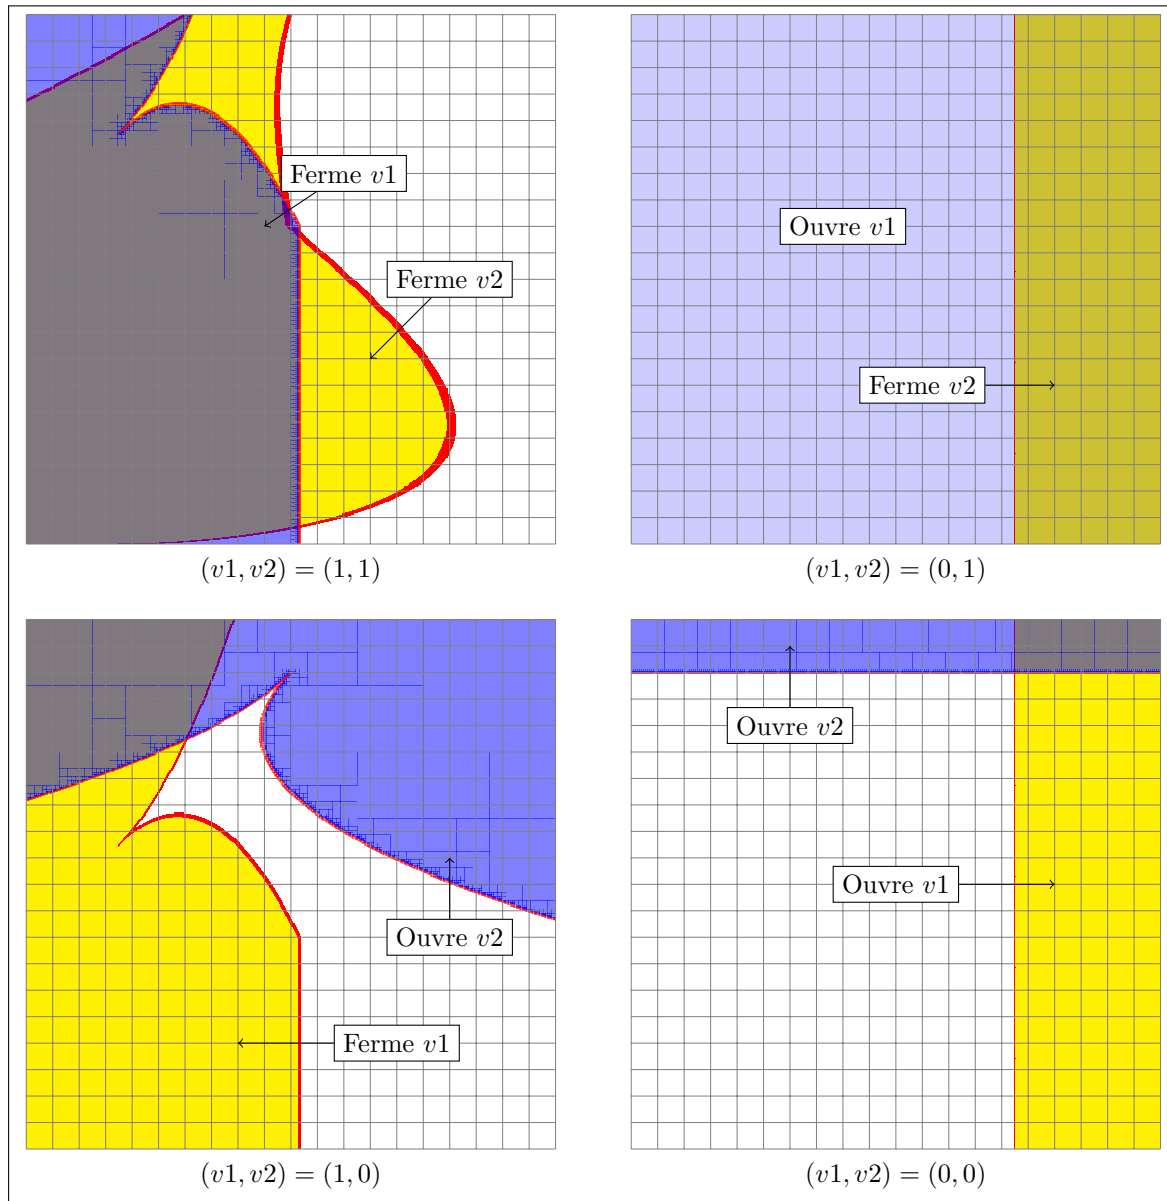 Ferme v1
Ferme v2
(v1, v2) = (1, 1)
Ouvre v1
Ferme v2
(v1, v2) = (0, 1)
Ouvre v2
Ferme v1
(v1, v2) = (1, 0)
Ouvre v2
Ouvre v1
(v1, v2) = (0, 0)